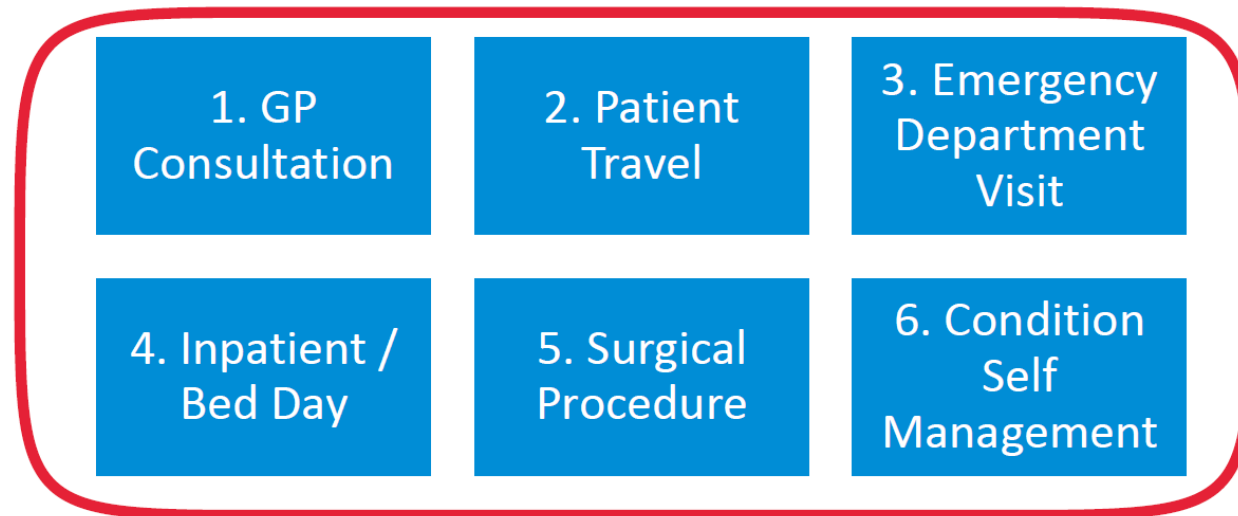 1. GP
Consultation
2. Patient
Travel
3. Emergency
Department
Visit
4. Inpatient /
Bed Day
5. Surgical
Procedure
6. Condition
Self
Management